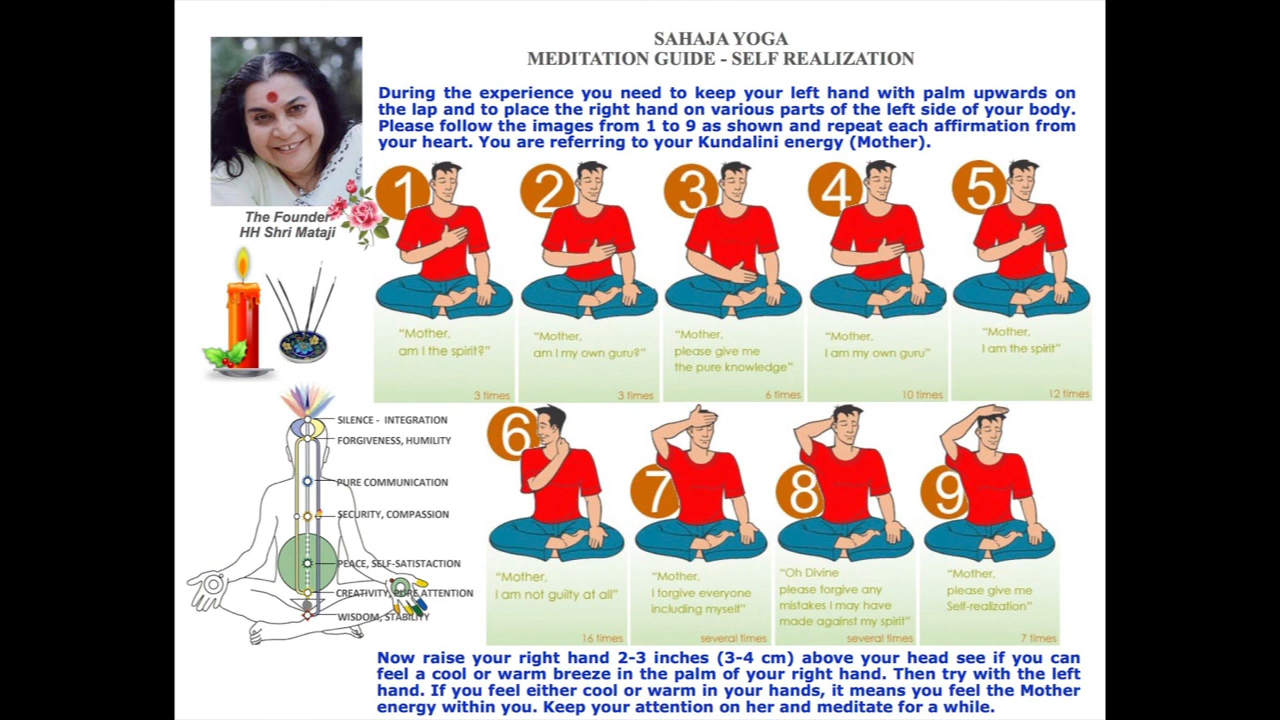 SAHAJA YOGA
MEDITATION GUIDE - SELF REALIZATION
During the experience you need to keep your left hand with palm upwards on
the lap and to place the right hand on various parts of the left side of your body.
Please follow the images from 1 to 9 as shown and repeat each affirmation from
your heart. You are referring to your Kundalini energy (Mother).
The Founder
HH Shri Mataji
1
"Mother,
am I the spirit?"
3 times
2
"Mother,
am I my own guru?"
3 times
3
"Mother,
please give me
the pure knowledge"
6 times
4
"Mother,
I am my own guru"
10 times
5
"Mother,
I am the spirit"
12 times
SILENCE - INTEGRATION
FORGIVENESS, HUMILITY
PURE COMMUNICATION
SECURITY, COMPASSION
PEACE, SELF-SATISTACTION
CREATIVITY, PURE ATTENTION
WISDOM, STABILITY
6
"Mother,
I am not guilty at all"
16 times
7
"Mother,
I forgive everyone
including myself"
several times
8
"Oh Divine
please forgive any
mistakes I may have
made against my spirit"
several times
9
"Mother,
please give me
Self-realization"
7 times
Now raise your right hand 2-3 inches (3-4 cm) above your head see if you can
feel a cool or warm breeze in the palm of your right hand. Then try with the left
hand. If you feel either cool or warm in your hands, it means you feel the Mother
energy within you. Keep your attention on her and meditate for a while.